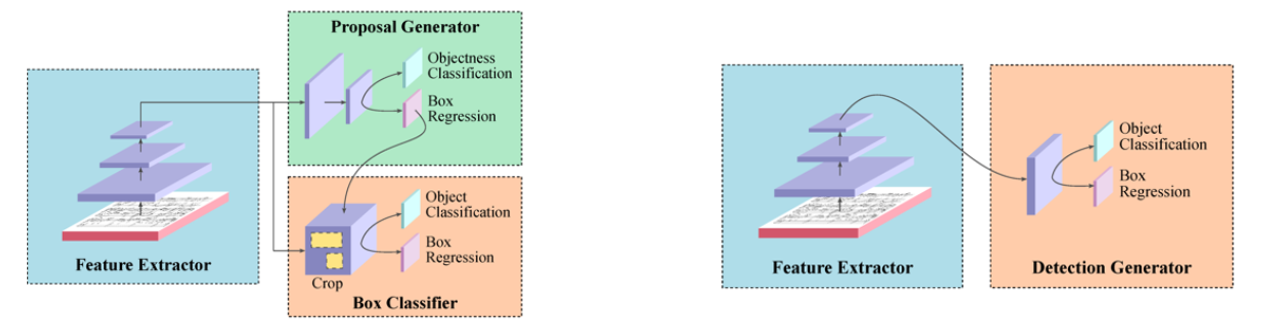 Proposal Generator
Objectness
Classification
Box
Regression
Feature Extractor
Object
Classification
Box
Regression
Crop
Box Classifier
Object
Classification
Box
Regression
Feature Extractor
Detection Generator